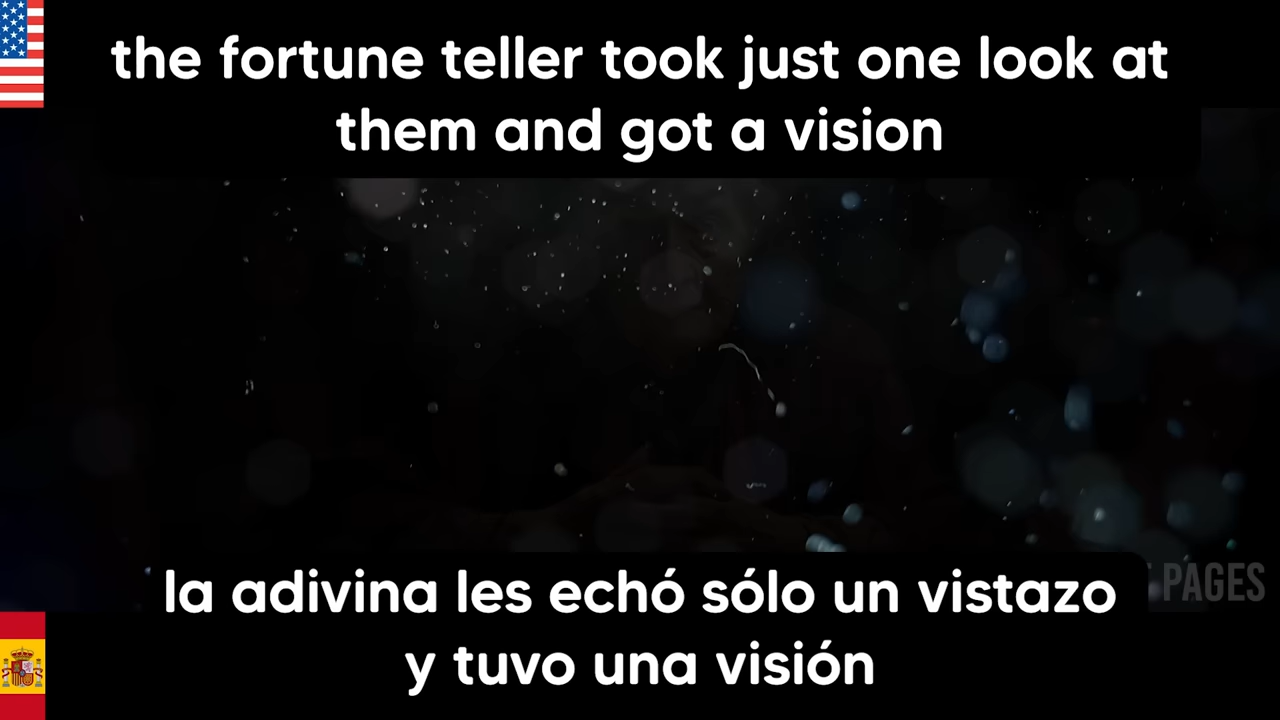 the fortune teller took just one look at
them and got a vision
PAGES
la adivina les echó sólo un vistazo
y tuvo una visión